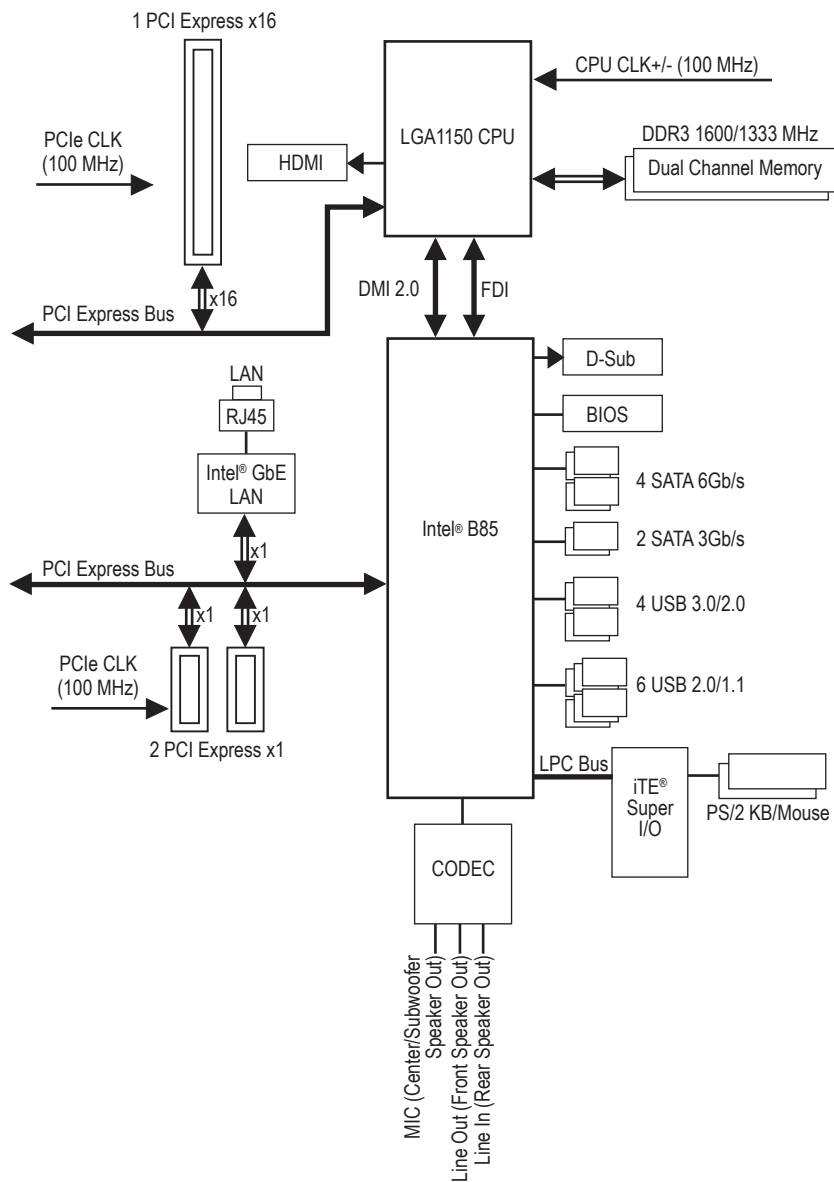 1 PCI Express x16
CPU CLK+/- (100 MHz)
LGA1150 CPU
DDR3 1600/1333 MHz
Dual Channel Memory
PCIe CLK
(100 MHz)
HDMI
x16
PCI Express Bus
DMI 2.0
FDI
D-Sub
LAN
RJ45
BIOS
Intel® GbE
LAN
4 SATA 6Gb/s
Intel® B85
2 SATA 3Gb/s
x1
PCI Express Bus
4 USB 3.0/2.0
x1
x1
PCIe CLK
(100 MHz)
6 USB 2.0/1.1
2 PCI Express x1
LPC Bus
iTE®
Super
I/O
PS/2 KB/Mouse
CODEC
MIC (Center/Subwoofer
Speaker Out)
Line Out (Front Speaker Out)
Line In (Rear Speaker Out)